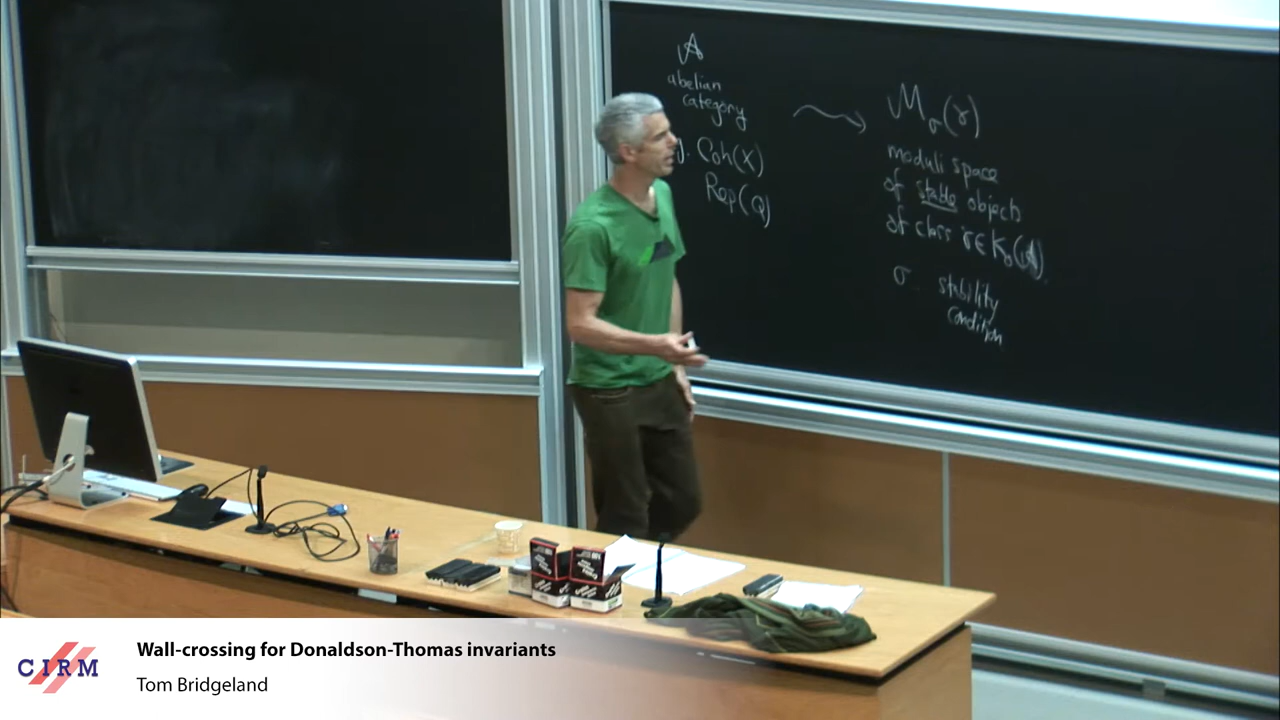 A
abelian
category
g. Coh(X)
Rep(Q)
M_σ(γ)
moduli space
of stable objects
of class γ∈K₀(A)
σ stability
condition
CIRM
Wall-crossing for Donaldson-Thomas invariants
Tom Bridgeland